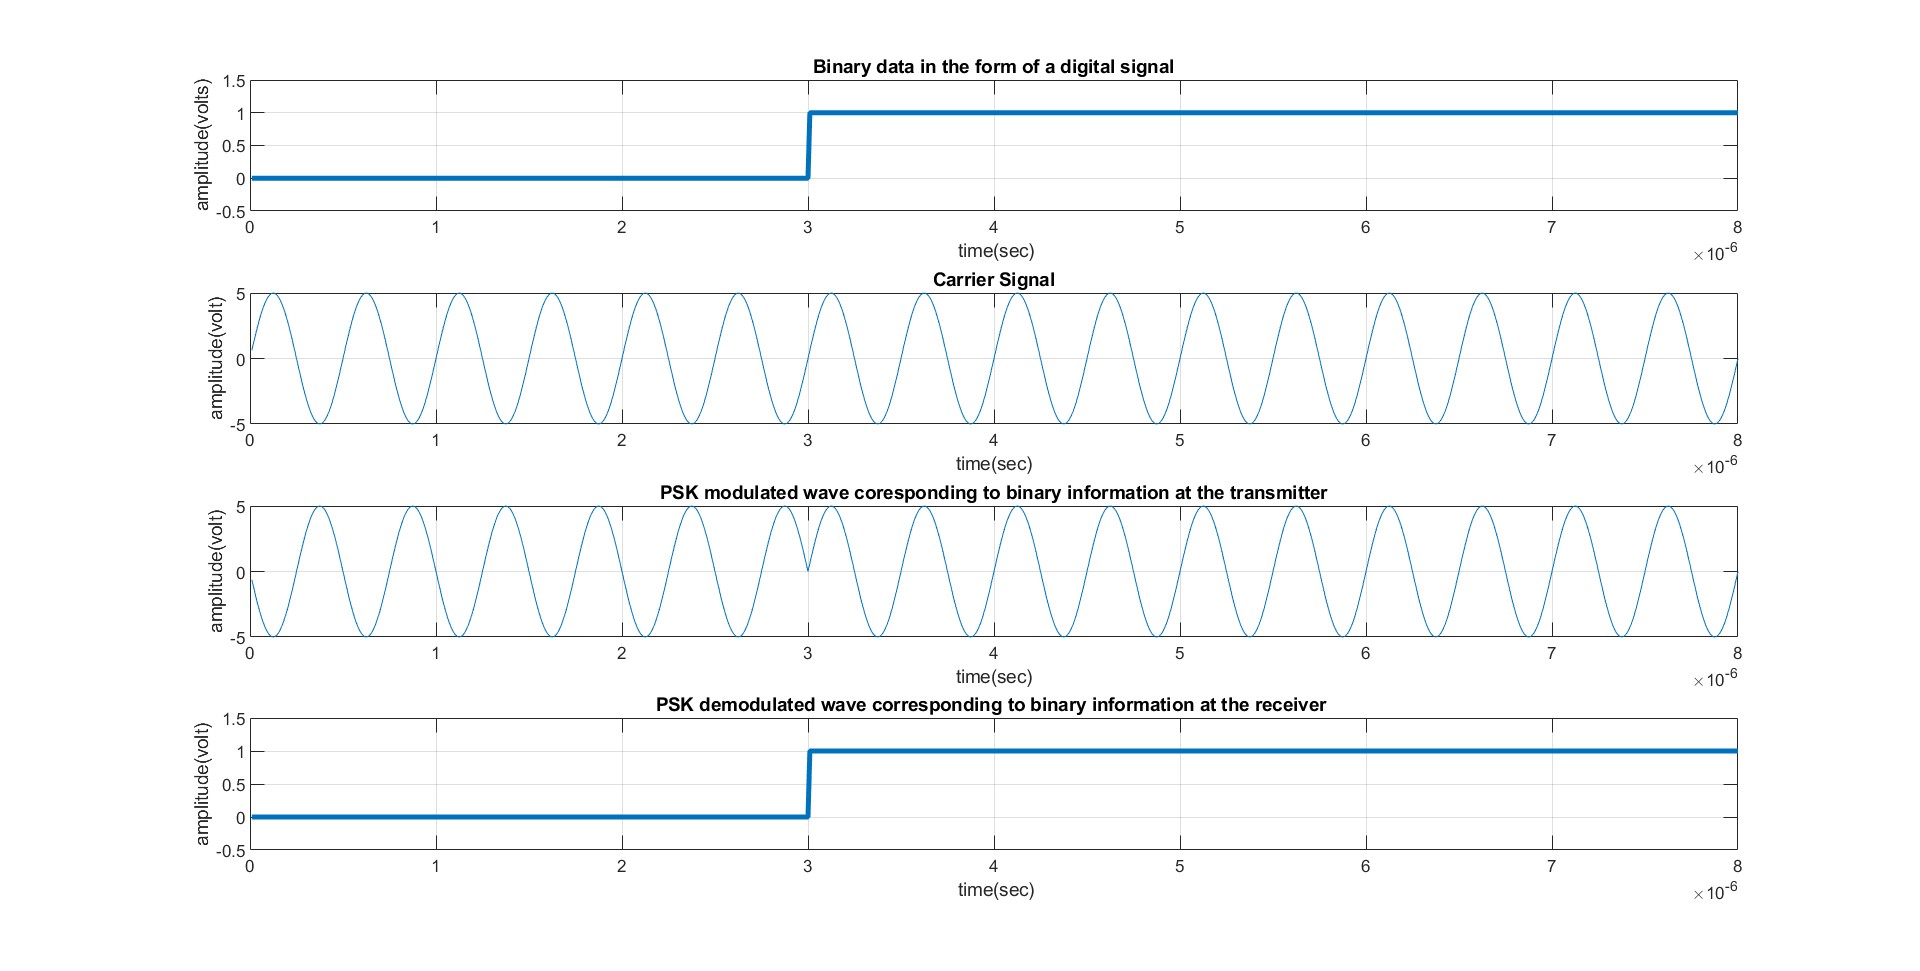 Binary data in the form of a digital signal
amplitude(volts)
1.5
1
0.5
0
-0.5
0 1 2 3 4 5 6 7 8
time(sec)
×10-6
Carrier Signal
amplitude(volt)
5
0
-5
0 1 2 3 4 5 6 7 8
time(sec)
×10-6
PSK modulated wave coresponding to binary information at the transmitter
amplitude(volt)
5
0
-5
0 1 2 3 4 5 6 7 8
time(sec)
×10-6
PSK demodulated wave corresponding to binary information at the receiver
amplitude(volt)
1.5
1
0.5
0
-0.5
0 1 2 3 4 5 6 7 8
time(sec)
×10-6